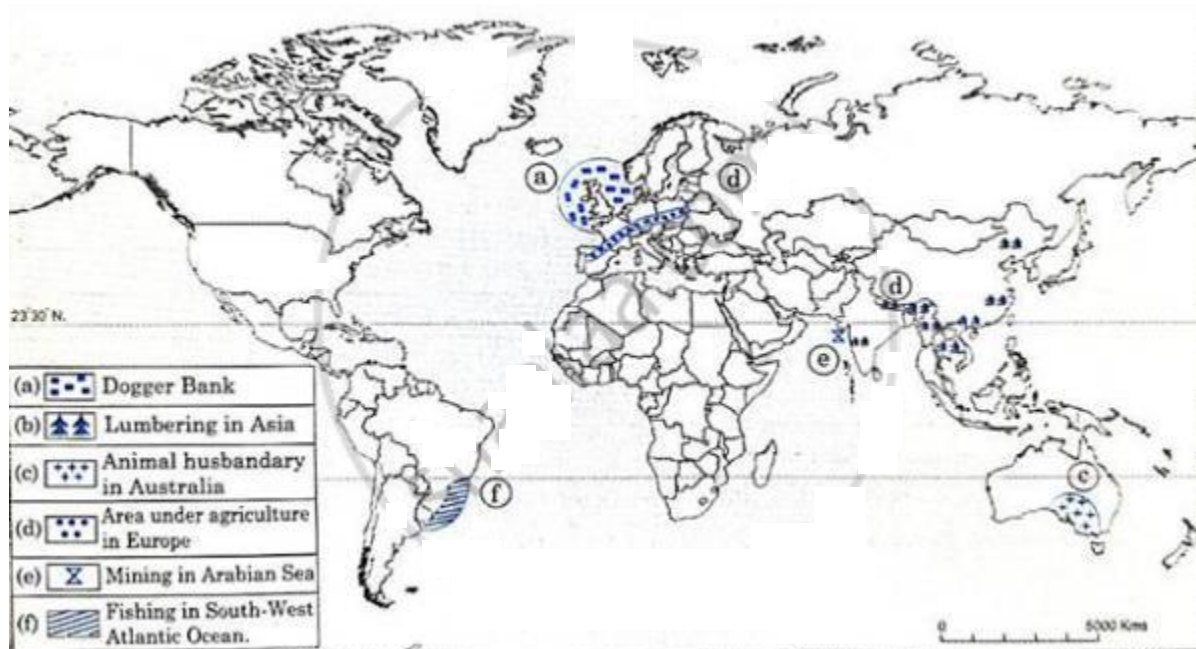 (a)
(d)
(d)
23°30' N.
(e)
(a) Dogger Bank
(b) Lumbering in Asia
(c) Animal husbandary
in Australia
(d) Area under agriculture
in Europe
(e) Mining in Arabian Sea
(f) Fishing in South-West
Atlantic Ocean.
(f)
(c)
0 5000 Kms